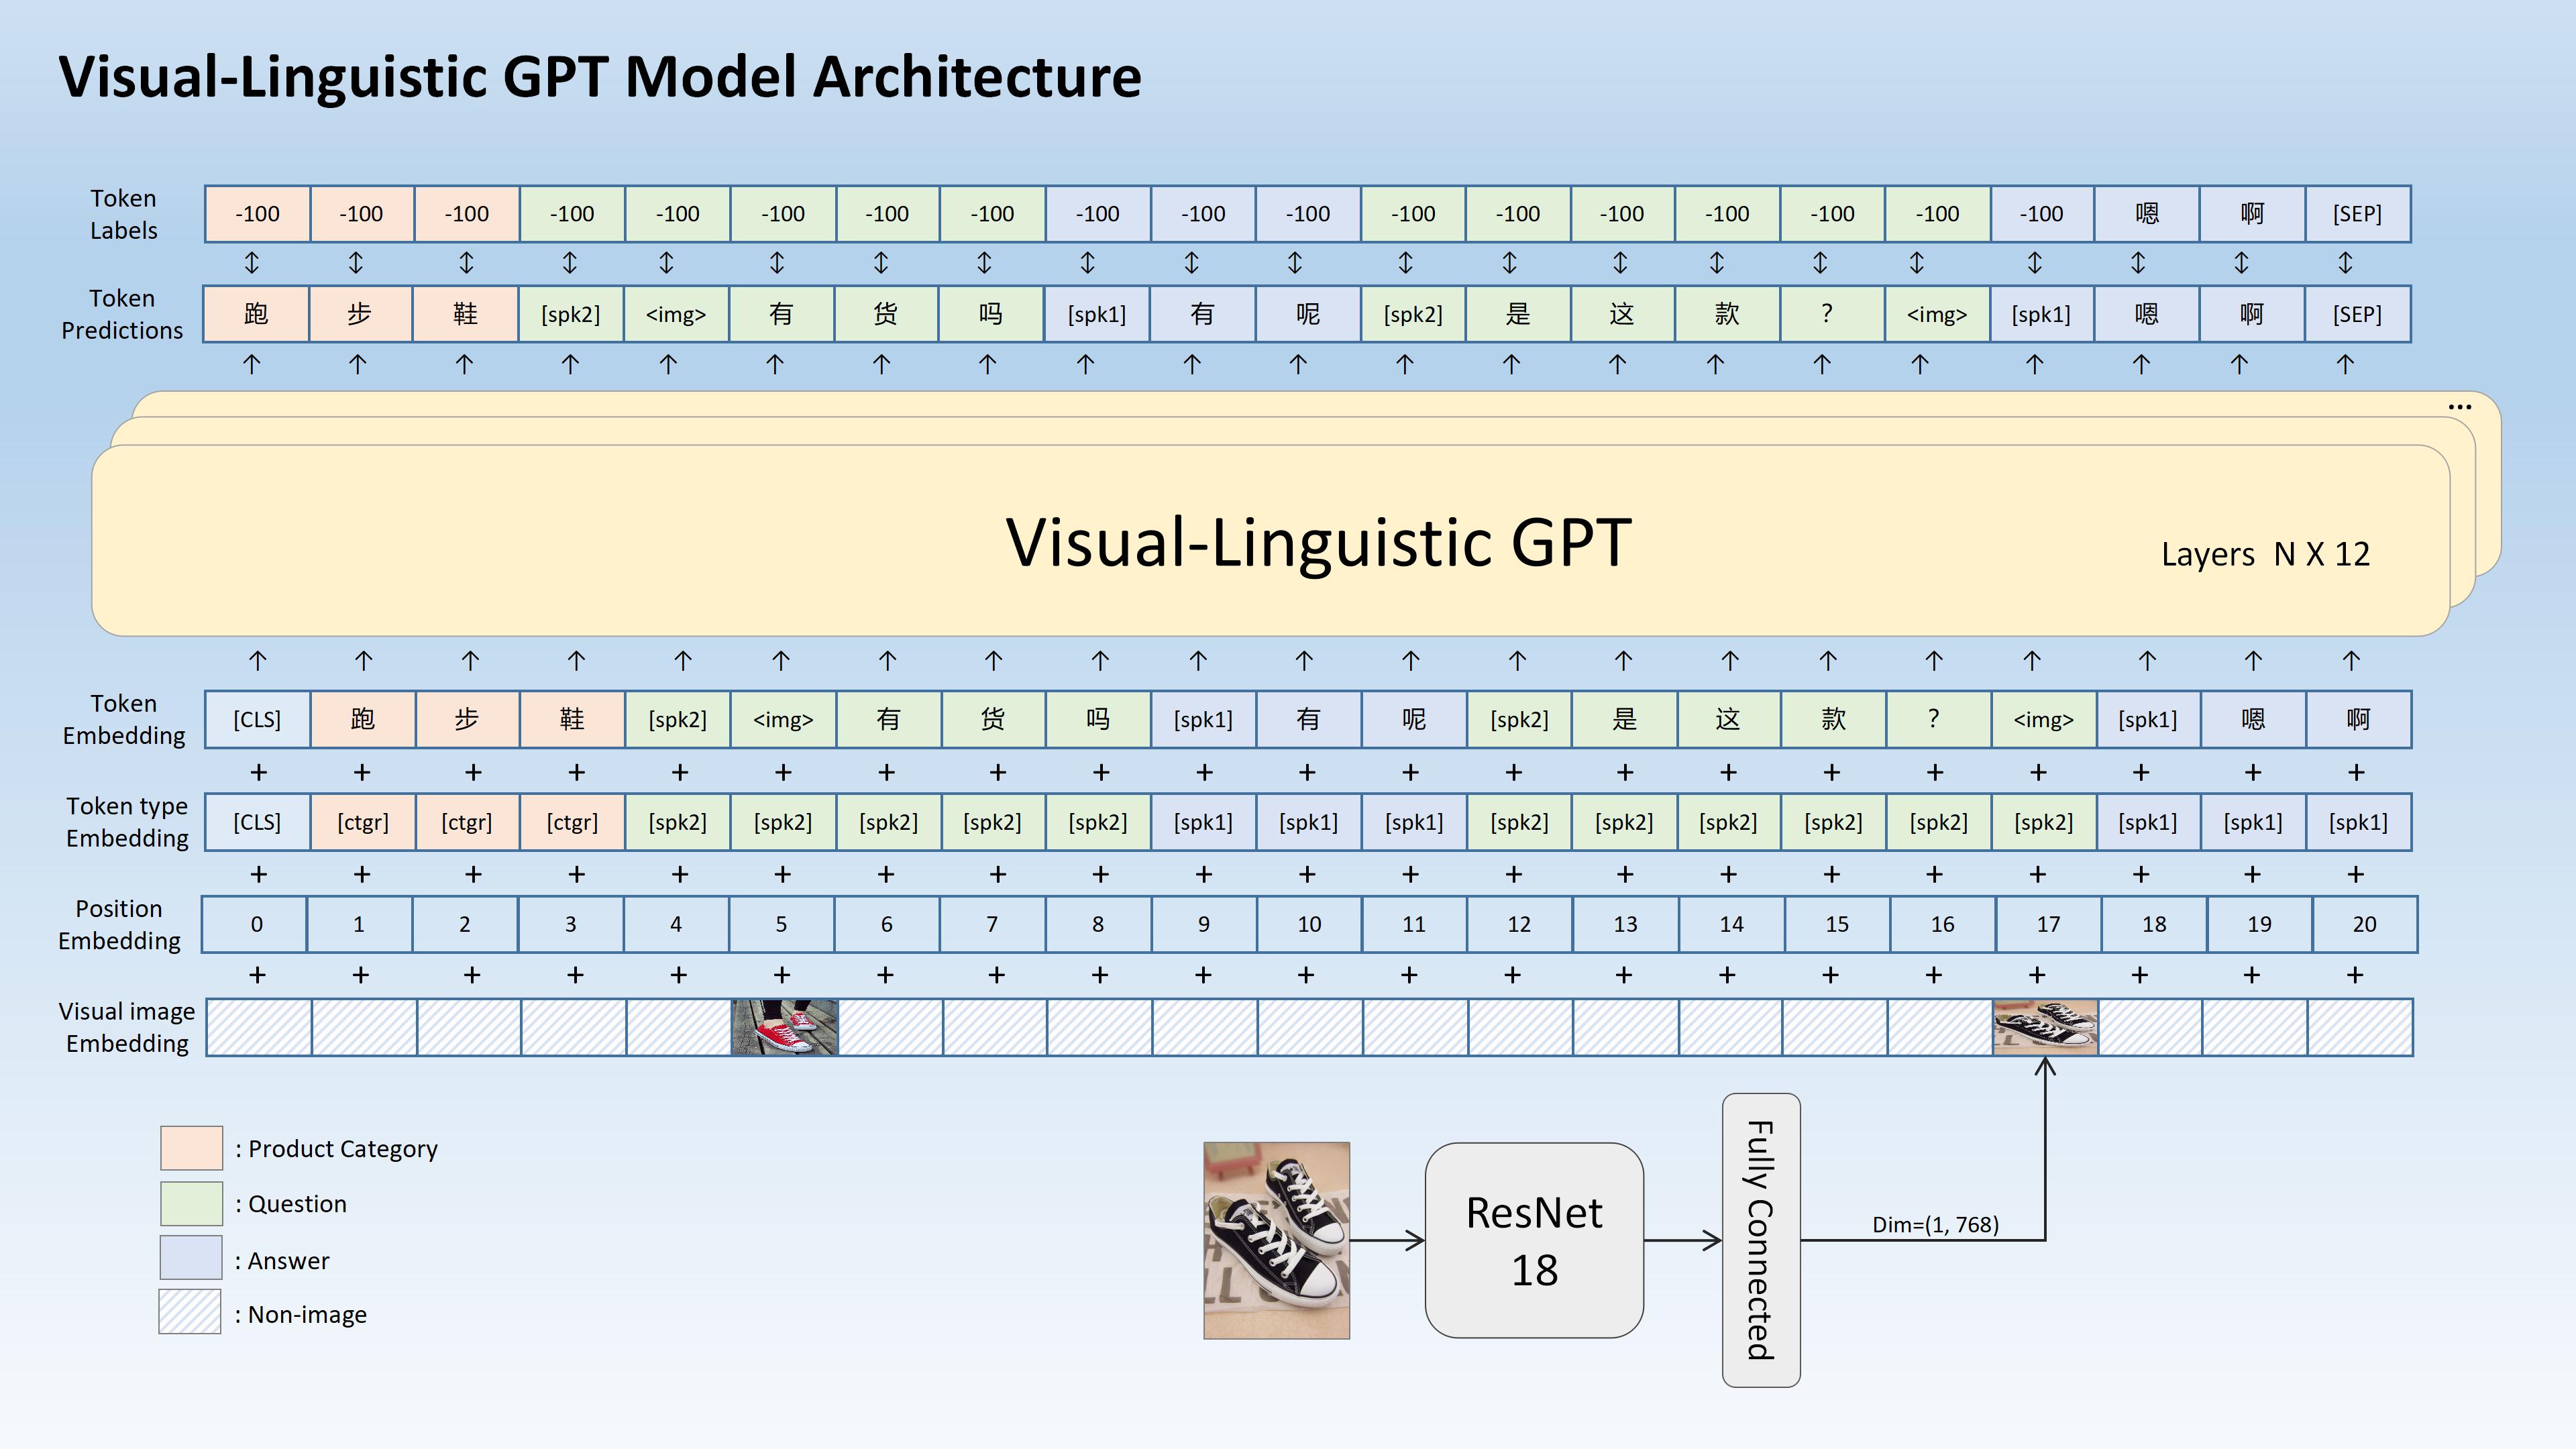 Visual-Linguistic GPT Model Architecture
Token Labels -100 -100 -100 -100 -100 -100 -100 -100 -100 -100 -100 -100 -100 -100 -100 -100 -100 -100 嗯 啊 [SEP]
Token Predictions 跑 步 鞋 [spk2] <img> 有 货 吗 [spk1] 有 呢 [spk2] 是 这 款 ? <img> [spk1] 嗯 啊 [SEP]
...
Visual-Linguistic GPT
Layers N X 12
Token Embedding [CLS] 跑 步 鞋 [spk2] <img> 有 货 吗 [spk1] 有 呢 [spk2] 是 这 款 ? <img> [spk1] 嗯 啊
+ + + + + + + + + + + + + + + + + + + + +
Token type Embedding [CLS] [ctgr] [ctgr] [ctgr] [spk2] [spk2] [spk2] [spk2] [spk2] [spk1] [spk1] [spk1] [spk2] [spk2] [spk2] [spk2] [spk2] [spk2] [spk1] [spk1] [spk1]
+ + + + + + + + + + + + + + + + + + + + +
Position Embedding 0 1 2 3 4 5 6 7 8 9 10 11 12 13 14 15 16 17 18 19 20
+ + + + + + + + + + + + + + + + + + + + +
Visual image Embedding
: Product Category
: Question
: Answer
: Non-image
ResNet
18
Fully Connected
Dim=(1, 768)